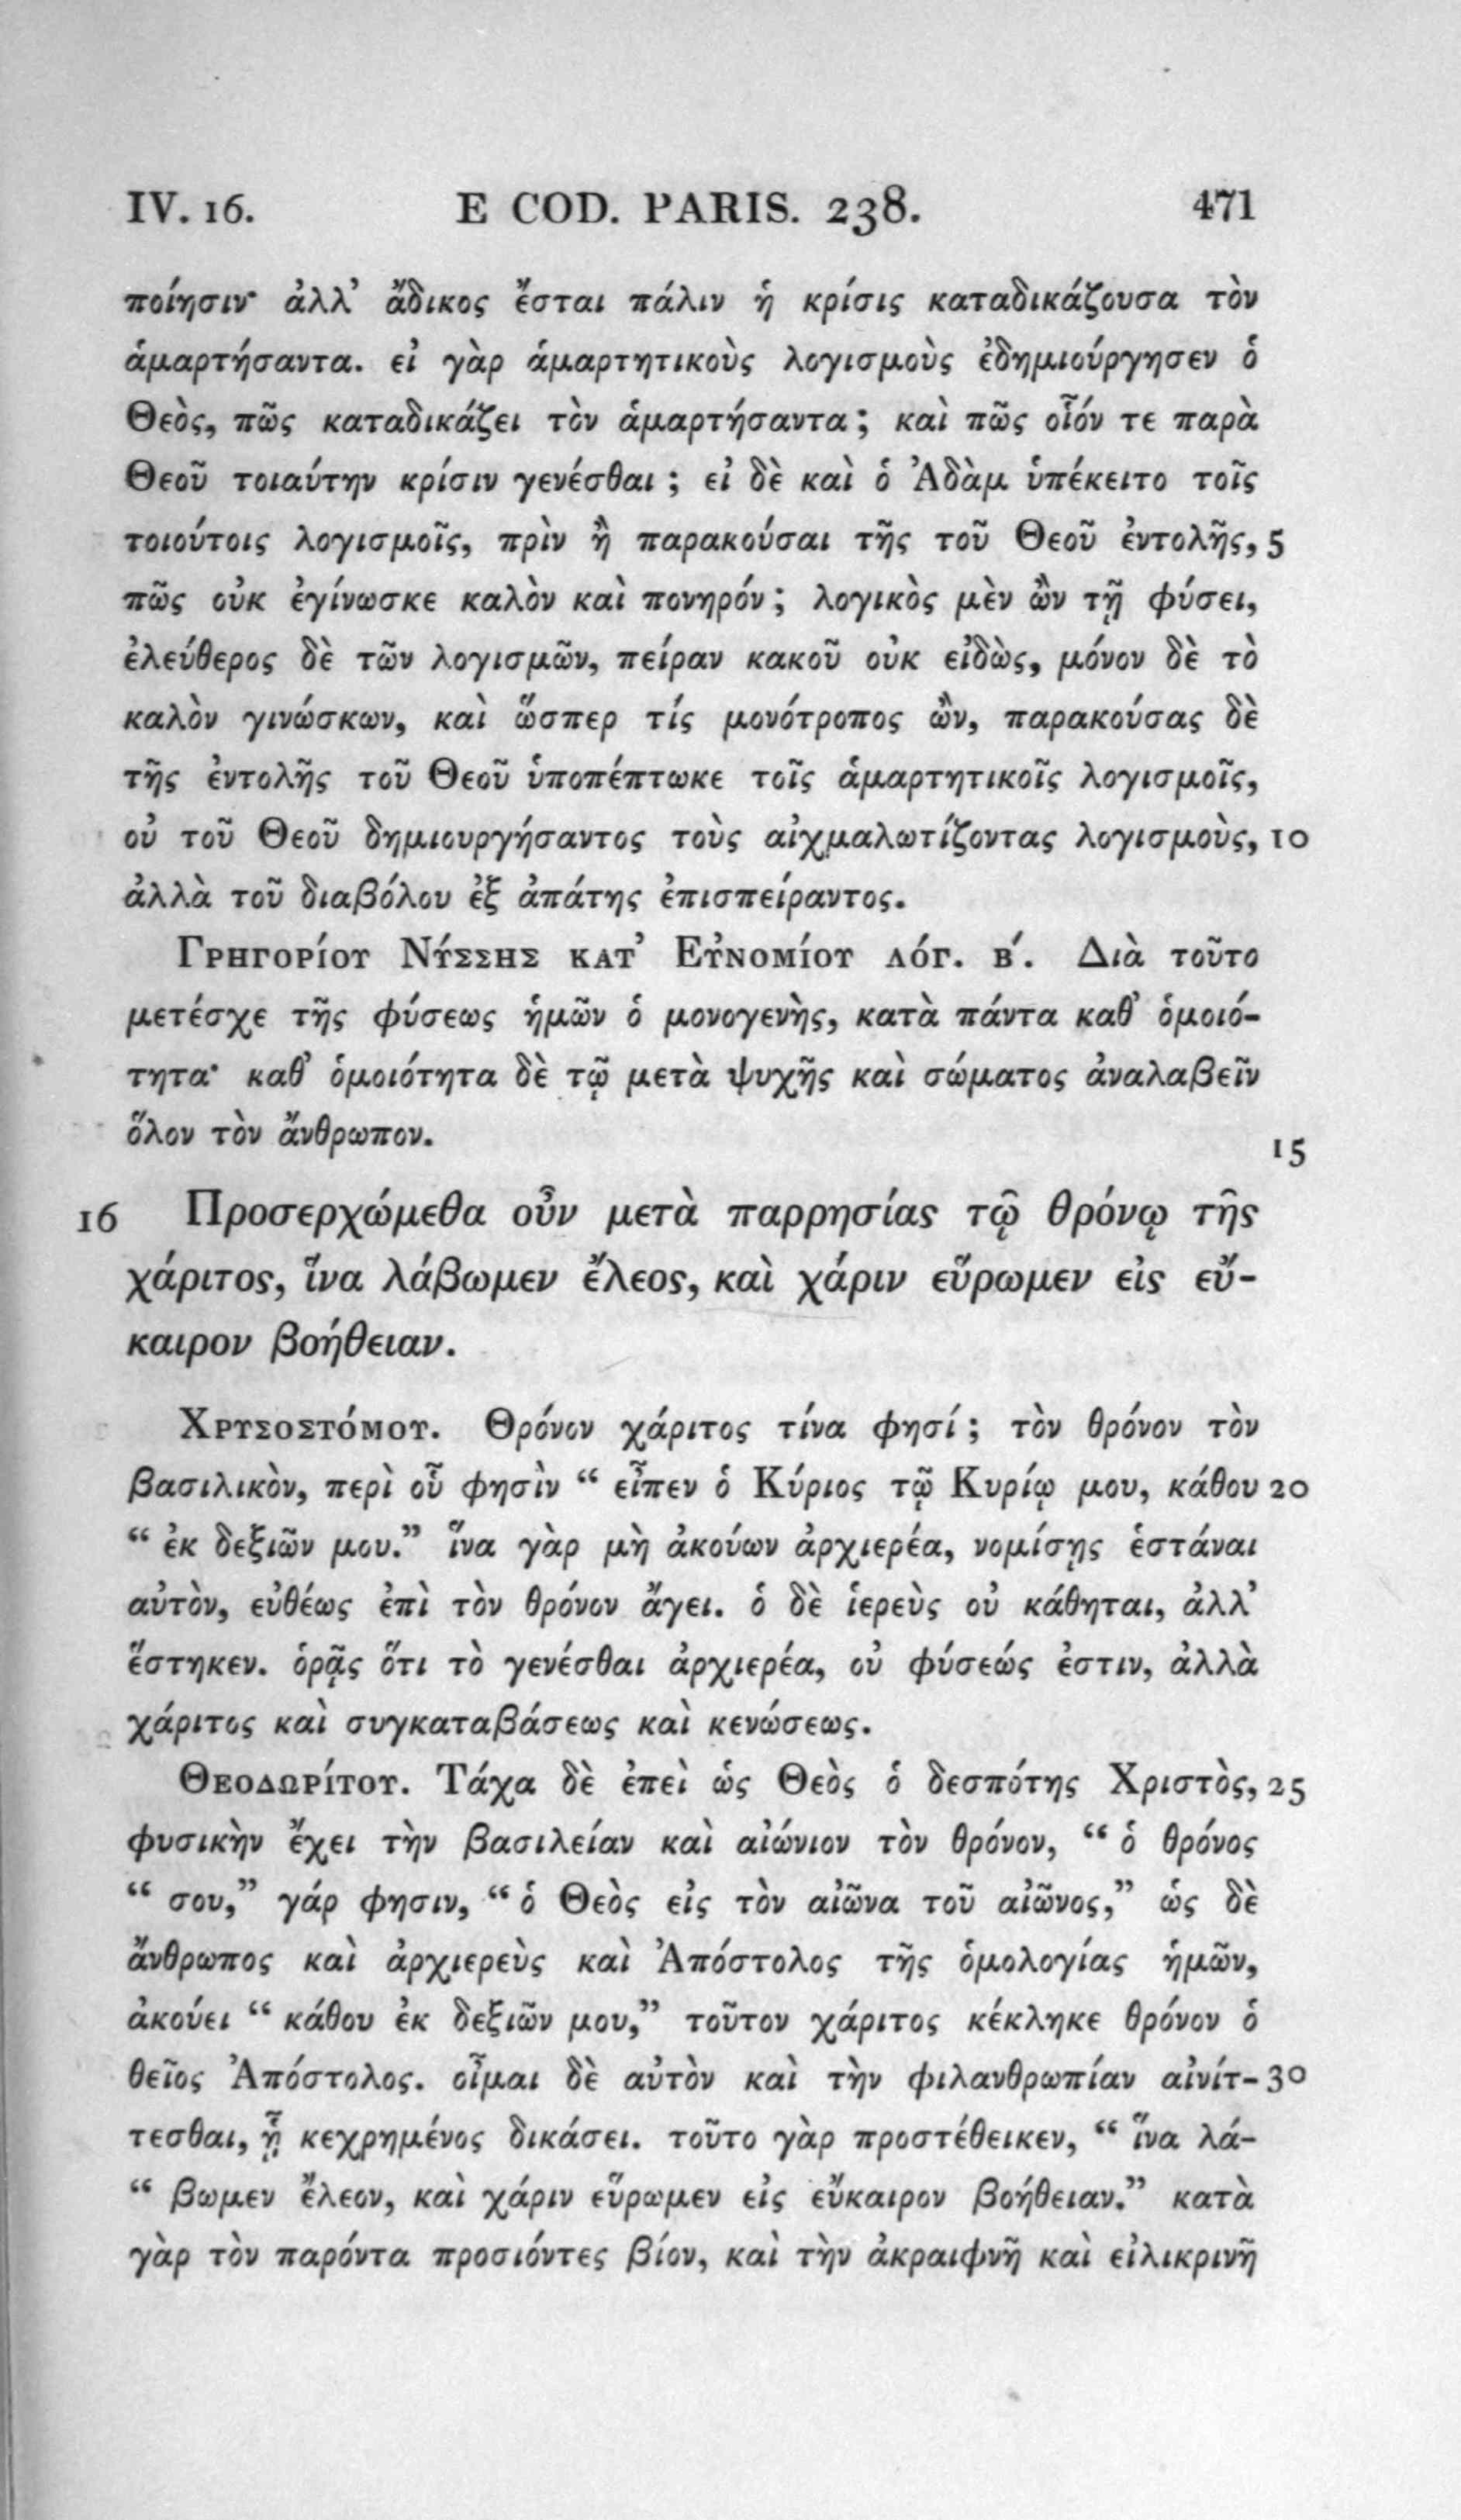 IV. 16. E COD. PARIS. 238. 471
ποίησιν· ἀλλ’ ἄδικος ἔσται πάλιν ἡ κρίσις καταδικάζουσα τὸν
ἁμαρτήσαντα. εἰ γὰρ ἁμαρτητικοὺς λογισμοὺς ἐδημιούργησεν ὁ
Θεὸς, πῶς καταδικάζει τὸν ἁμαρτήσαντα; καὶ πῶς οἷόν τε παρὰ
Θεοῦ τοιαύτην κρίσιν γενέσθαι; εἰ δὲ καὶ ὁ Ἀδὰμ ὑπέκειτο τοῖς
τοιούτοις λογισμοῖς, πρὶν ἢ παρακούσαι τῆς τοῦ Θεοῦ ἐντολῆς, 5
πῶς οὐκ ἐγίνωσκε καλὸν καὶ πονηρόν; λογικὸς μὲν ὢν τῇ φύσει,
ἐλεύθερος δὲ τῶν λογισμῶν, πείραν κακοῦ οὐκ εἰδὼς, μόνον δὲ τὸ
καλὸν γινώσκων, καὶ ὥσπερ τίς μονότροπος ὢν, παρακούσας δὲ
τῆς ἐντολῆς τοῦ Θεοῦ ὑποπέπτωκε τοῖς ἁμαρτητικοῖς λογισμοῖς,
οὐ τοῦ Θεοῦ δημιουργήσαντος τοὺς αἰχμαλωτίζοντας λογισμοὺς, 10
ἀλλὰ τοῦ διαβόλου ἐξ ἀπάτης ἐπισπείραντος.
Γρηγορίου Νύσσης κατ’ Εὐνομίου λόγ. β΄. Διὰ τοῦτο
μετέσχε τῆς φύσεως ἡμῶν ὁ μονογενὴς, κατὰ πάντα καθ’ ὁμοιό-
τητα· καθ’ ὁμοιότητα δὲ τῷ μετὰ ψυχῆς καὶ σώματος ἀναλαβεῖν
ὅλον τὸν ἄνθρωπον. 15
16 Προσερχώμεθα οὖν μετὰ παρρησίας τῷ θρόνῳ τῆς
χάριτος, ἵνα λάβωμεν ἔλεος, καὶ χάριν εὕρωμεν εἰς εὔ-
καιρον βοήθειαν.
Χρυσοστόμου. Θρόνον χάριτος τίνα φησί; τὸν θρόνον τὸν
βασιλικὸν, περὶ οὗ φησὶν “ εἶπεν ὁ Κύριος τῷ Κυρίῳ μου, κάθου 20
“ ἐκ δεξιῶν μου.” ἵνα γὰρ μὴ ἀκούων ἀρχιερέα, νομίσῃς ἑστάναι
αὐτὸν, εὐθέως ἐπὶ τὸν θρόνον ἄγει. ὁ δὲ ἱερεὺς οὐ κάθηται, ἀλλ’
ἕστηκεν. ὁρᾷς ὅτι τὸ γενέσθαι ἀρχιερέα, οὐ φύσεώς ἐστιν, ἀλλὰ
χάριτος καὶ συγκαταβάσεως καὶ κενώσεως.
Θεοδωρίτου. Τάχα δὲ ἐπεὶ ὡς Θεὸς ὁ δεσπότης Χριστὸς, 25
φυσικὴν ἔχει τὴν βασιλείαν καὶ αἰώνιον τὸν θρόνον, “ ὁ θρόνος
“ σου,” γάρ φησιν, “ ὁ Θεὸς εἰς τὸν αἰῶνα τοῦ αἰῶνος,” ὡς δὲ
ἄνθρωπος καὶ ἀρχιερεὺς καὶ Ἀπόστολος τῆς ὁμολογίας ἡμῶν,
ἀκούει “ κάθου ἐκ δεξιῶν μου,” τοῦτον χάριτος κέκληκε θρόνον ὁ
θεῖος Ἀπόστολος. οἶμαι δὲ αὐτὸν καὶ τὴν φιλανθρωπίαν αἰνίτ- 30
τεσθαι, ᾗ κεχρημένος δικάσει. τοῦτο γὰρ προστέθεικεν, “ ἵνα λά-
“ βωμεν ἔλεον, καὶ χάριν εὕρωμεν εἰς εὔκαιρον βοήθειαν.” κατὰ
γὰρ τὸν παρόντα προσιόντες βίον, καὶ τὴν ἀκραιφνῆ καὶ εἰλικρινῆ